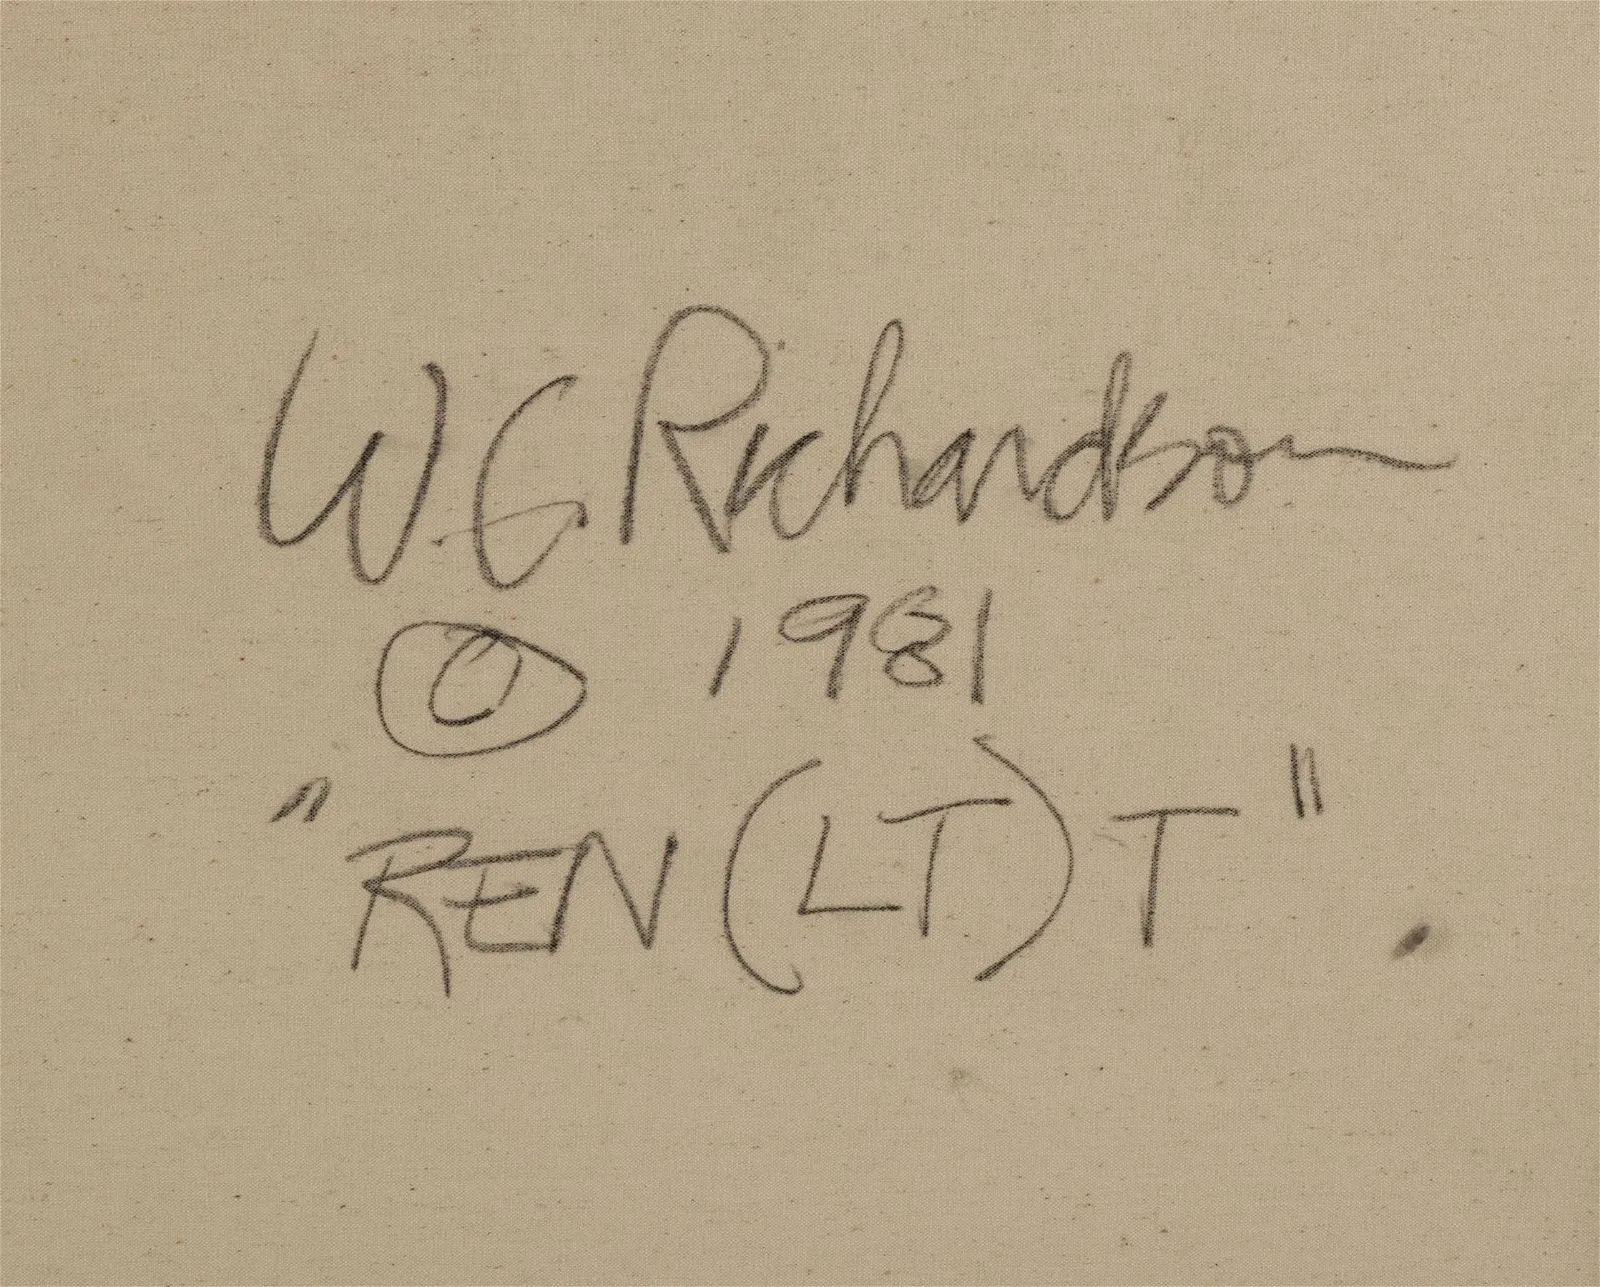 W. G Richardson
© 1981
"REN (LT) T"